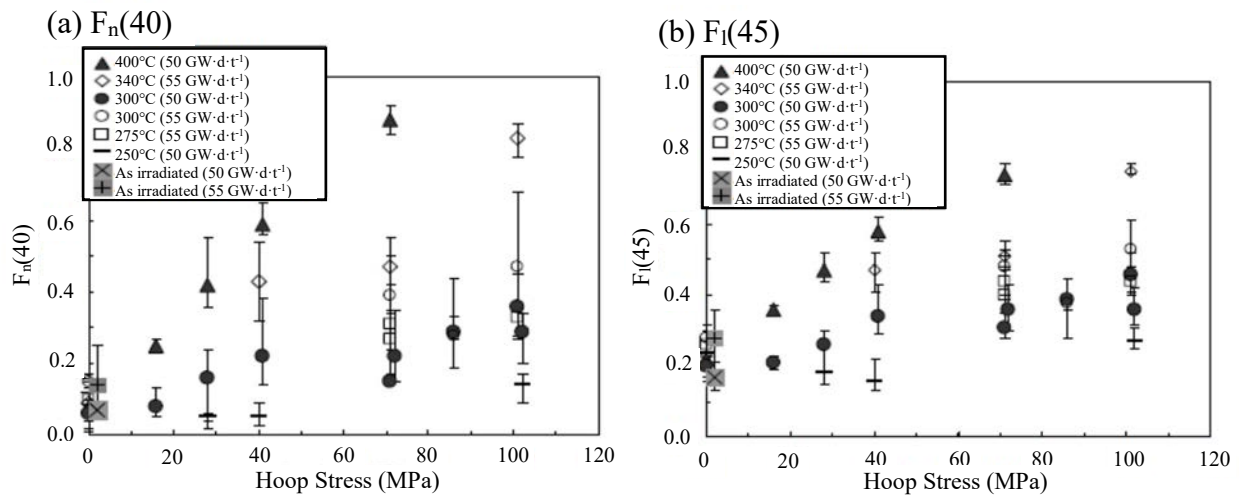 (a) Fn(40)
400°C (50 GW·d·t-1)
340°C (55 GW·d·t-1)
300°C (50 GW·d·t-1)
300°C (55 GW·d·t-1)
275°C (55 GW·d·t-1)
250°C (50 GW·d·t-1)
As irradiated (50 GW·d·t-1)
As irradiated (55 GW·d·t-1)
1.0
0.8
0.6
0.4
0.2
0.0
Fn(40)
0 20 40 60 80 100 120
Hoop Stress (MPa)
(b) Fl(45)
400°C (50 GW·d·t-1)
340°C (55 GW·d·t-1)
300°C (50 GW·d·t-1)
300°C (55 GW·d·t-1)
275°C (55 GW·d·t-1)
250°C (50 GW·d·t-1)
As irradiated (50 GW·d·t-1)
As irradiated (55 GW·d·t-1)
1.0
0.6
0.4
0.2
0.0
Fl(45)
0 20 40 60 80 100 120
Hoop Stress (MPa)